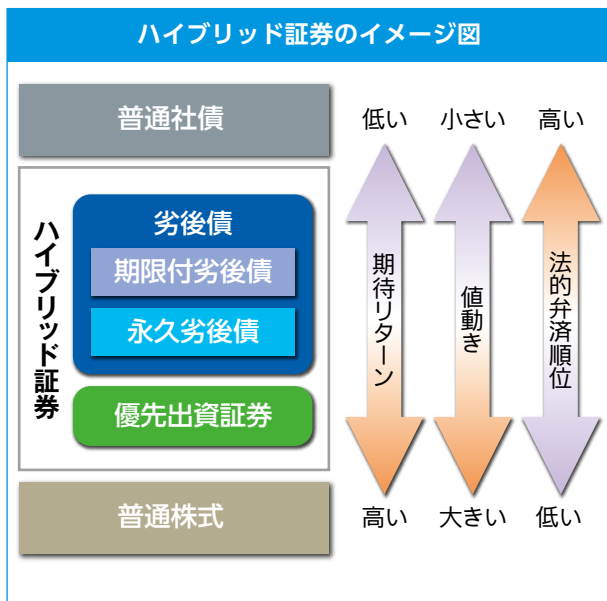 ハイブリッド証券のイメージ図
普通社債
低い 小さい 高い
ハイブリッド証券
劣後債
期限付劣後債
永久劣後債
優先出資証券
期待リターン
値動き
法的弁済順位
普通株式
高い 大きい 低い